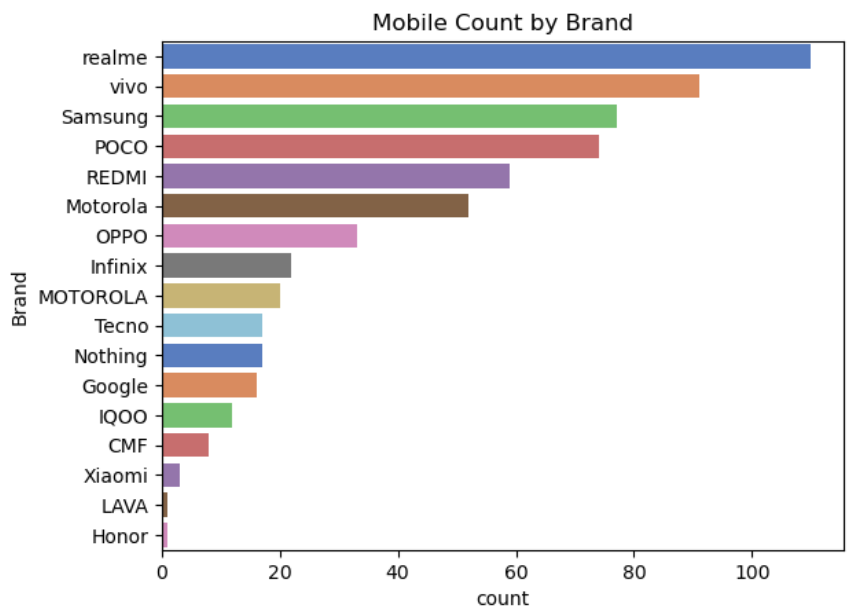 Mobile Count by Brand
realme
vivo
Samsung
POCO
REDMI
Motorola
OPPO
Infinix
MOTOROLA
Tecno
Nothing
Google
IQOO
CMF
Xiaomi
LAVA
Honor
Brand
0 20 40 60 80 100
count